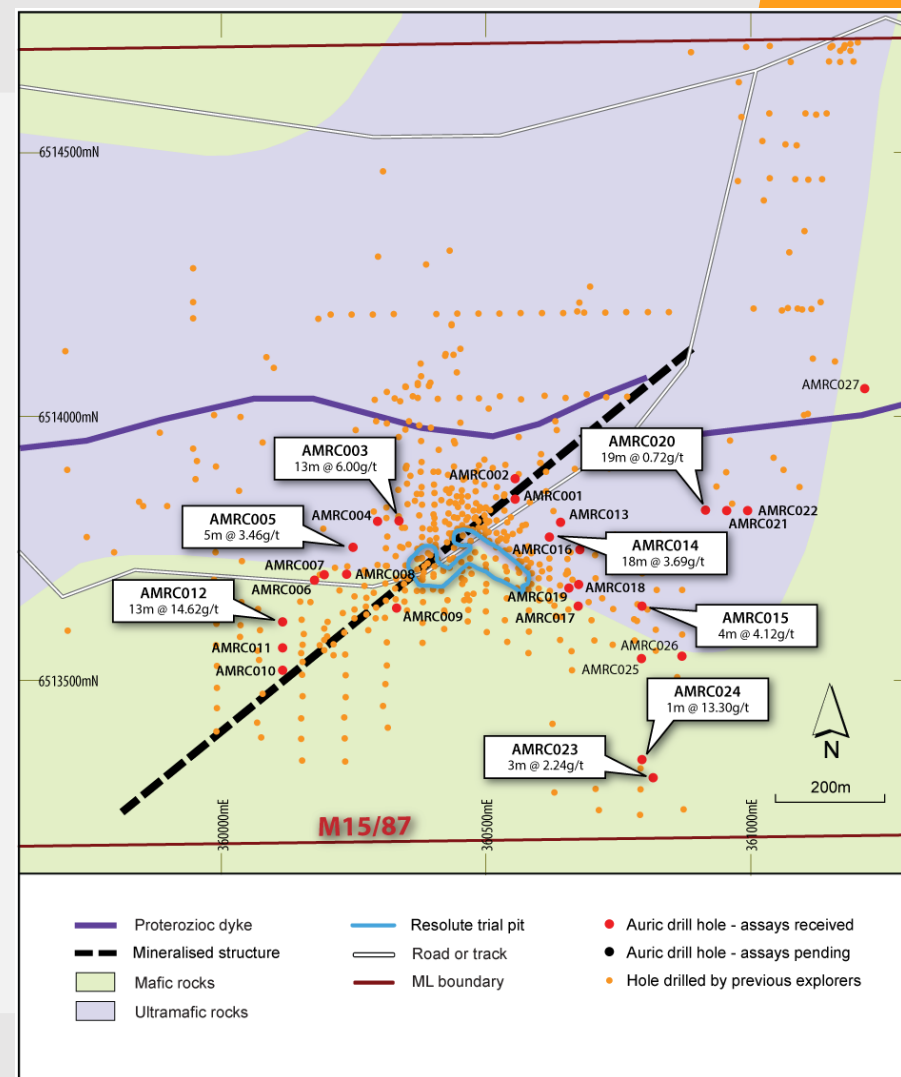 6514500mN
AMRC027
6514000mN
AMRC003
13m @ 6.00g/t
AMRC020
19m @ 0.72g/t
AMRC002
AMRC001
AMRC004
AMRC013
AMRC022
AMRC021
AMRC005
5m @ 3.46g/t
AMRC016
AMRC014
18m @ 3.69g/t
AMRC007
AMRC008
AMRC006
AMRC018
AMRC019
AMRC012
13m @ 14.62g/t
AMRC009
AMRC017
AMRC015
4m @ 4.12g/t
AMRC011
AMRC026
AMRC010
AMRC025
6513500mN
AMRC024
1m @ 13.30g/t
AMRC023
3m @ 2.24g/t
N
200m
360000mE
360500mE
361000mE
M15/87
Proterozioc dyke
Resolute trial pit
Auric drill hole - assays received
Mineralised structure
Road or track
Auric drill hole - assays pending
Mafic rocks
ML boundary
Hole drilled by previous explorers
Ultramafic rocks